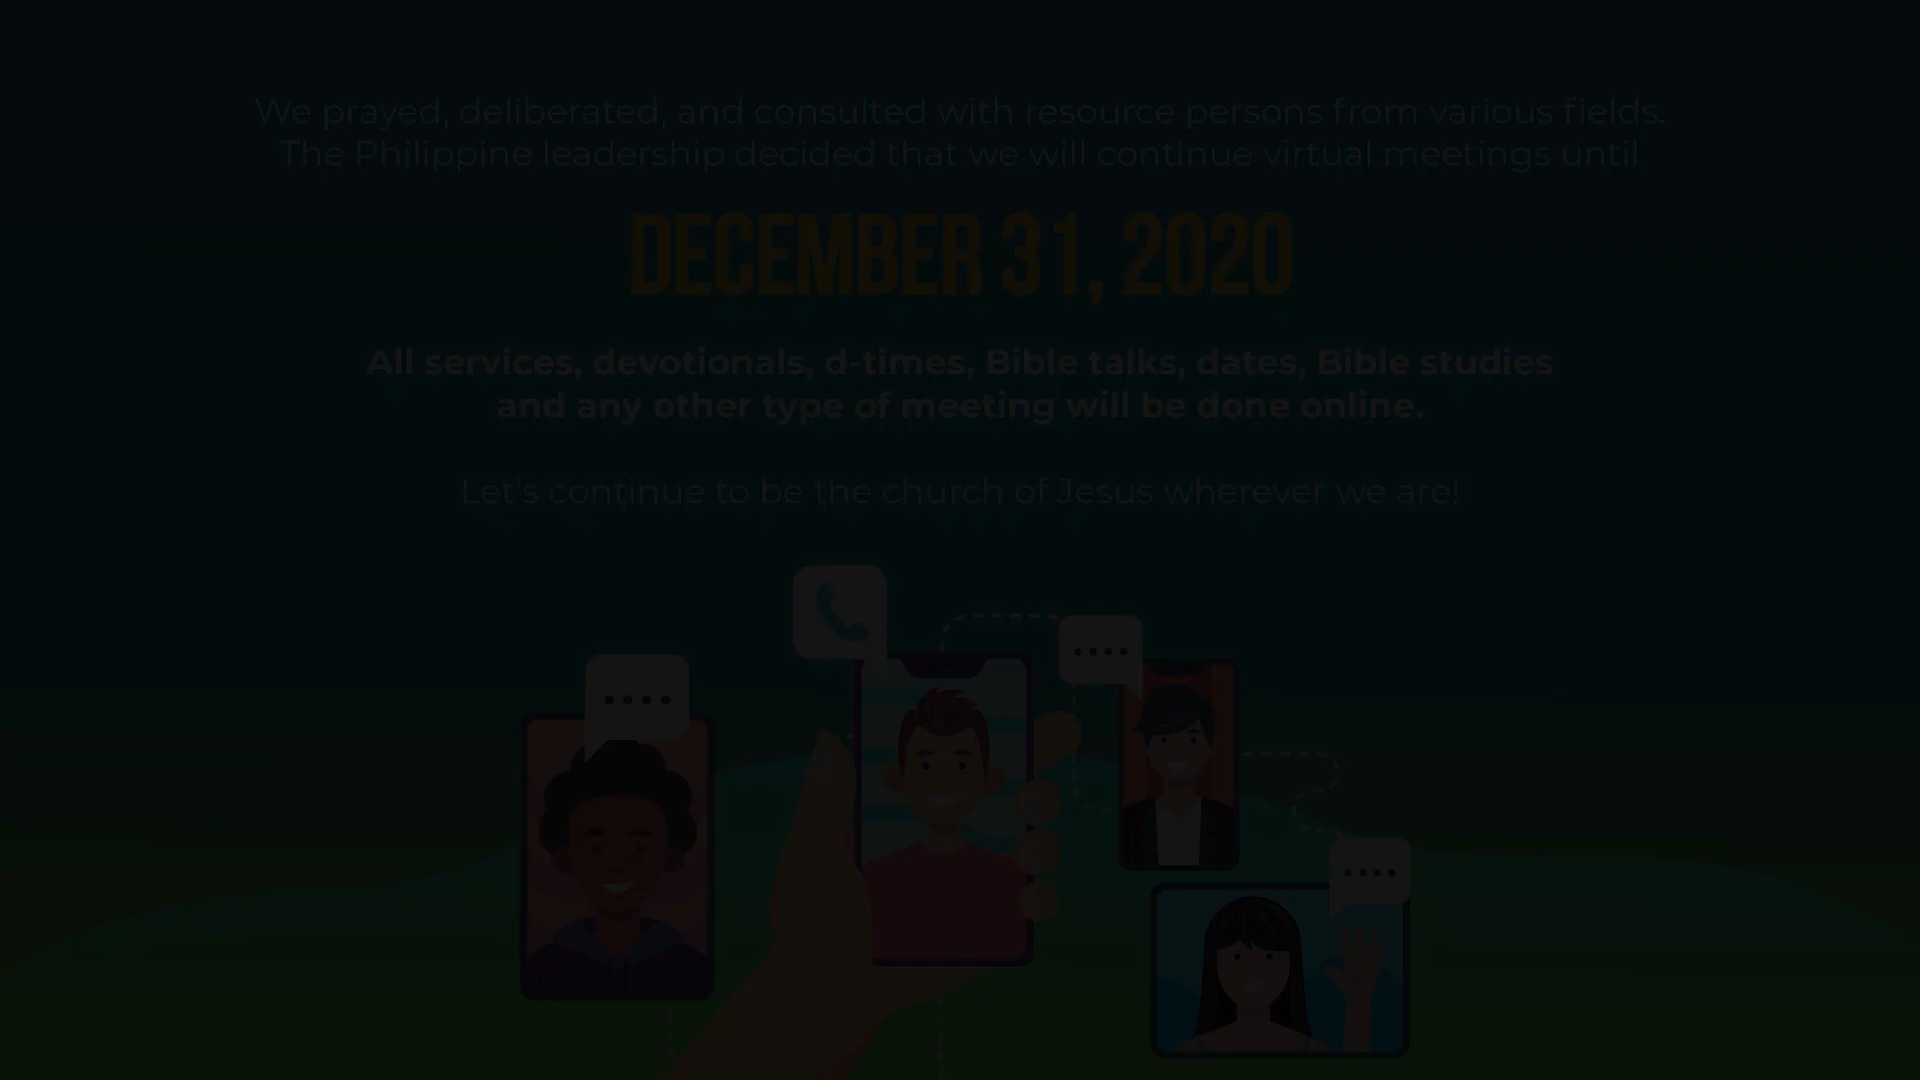 We prayed, deliberated, and consulted with resource persons from various fields.
The Philippine leadership decided that we will continue virtual meetings until
DECEMBER 31, 2020
All services, devotionals, d-times, Bible talks, dates, Bible studies
and any other type of meeting will be done online.
Let's continue to be the church of Jesus wherever we are!